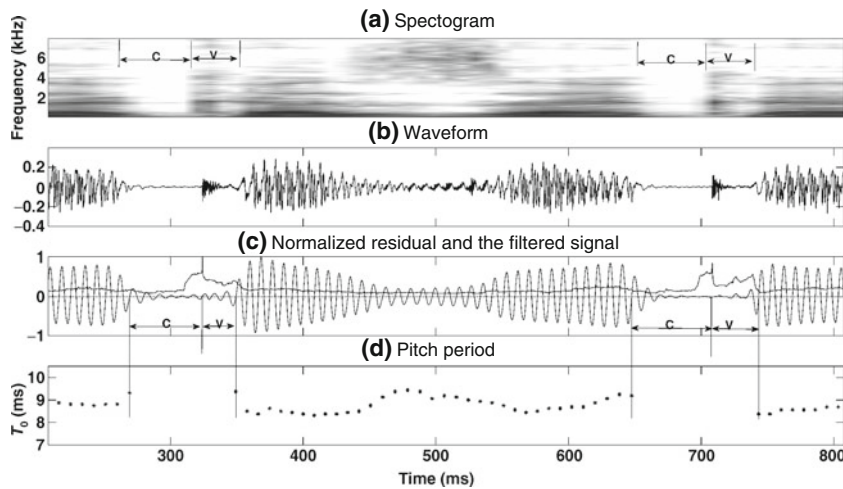 (a) Spectogram
Frequency (kHz)
6
4
2
C V C V
(b) Waveform
0.2
0
−0.2
−0.4
(c) Normalized residual and the filtered signal
1
0
−1
C V C V
(d) Pitch period
T0 (ms)
10
9
8
7
300 400 500 600 700 800
Time (ms)